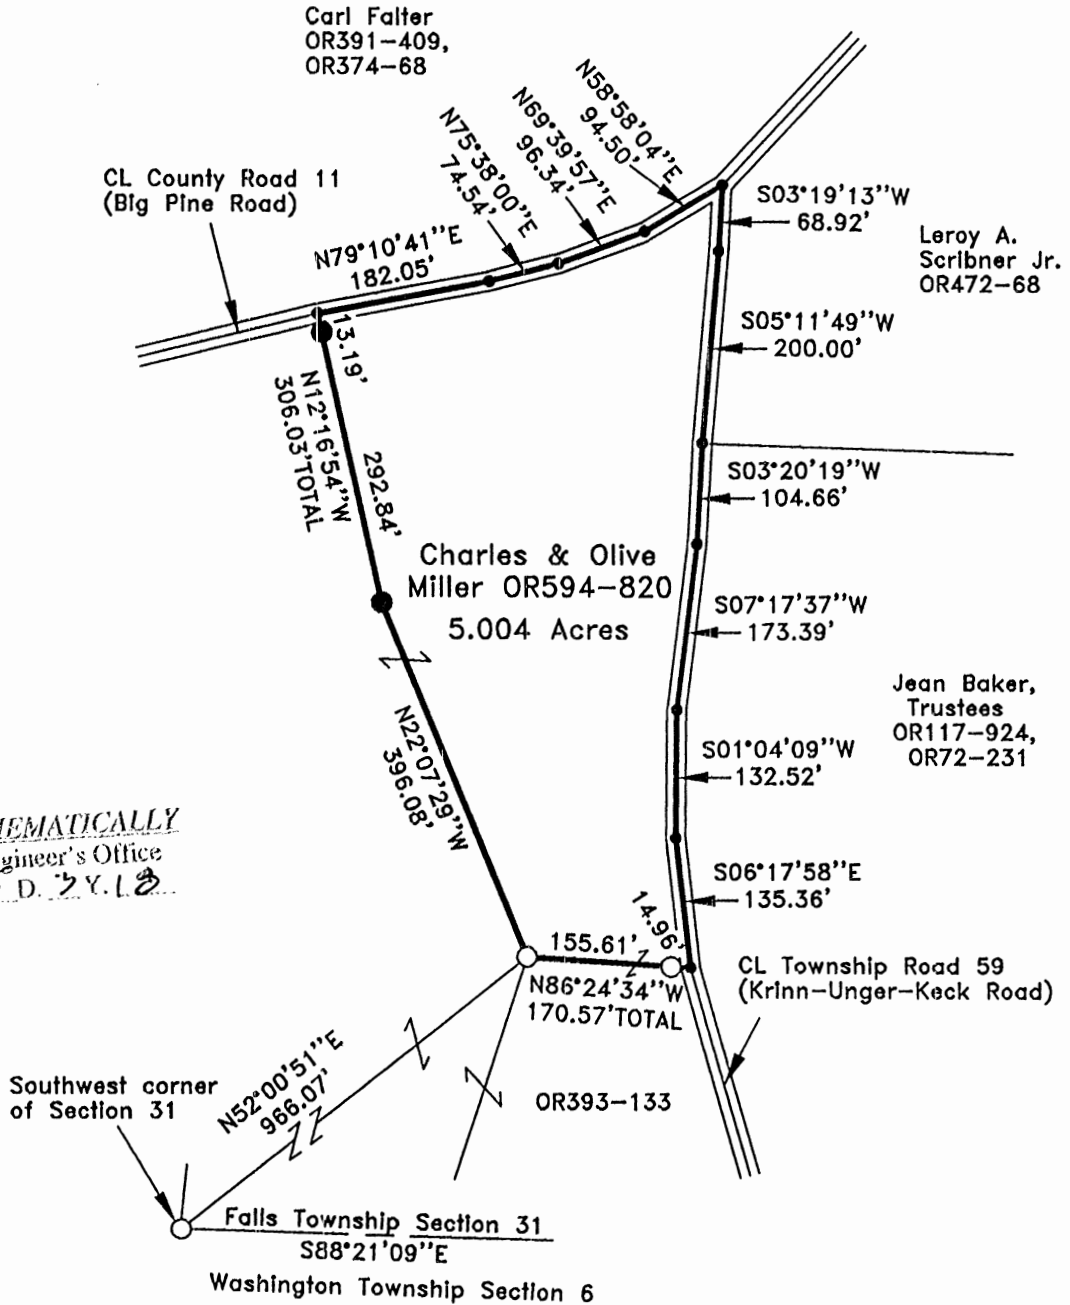 Carl Falter
OR391-409,
OR374-68
N58°58'04"E
94.50'
N69°39'57"E
96.34'
N75°38'00"E
74.54'
CL County Road 11
(Big Pine Road)
N79°10'41"E
182.05'
S03°19'13"W
68.92'
Leroy A.
Scribner Jr.
OR472-68
13.19'
S05°11'49"W
200.00'
N12°16'54"W
306.03'TOTAL
292.84'
S03°20'19"W
104.66'
Charles & Olive
Miller OR594-820
5.004 Acres
S07°17'37"W
173.39'
Jean Baker,
Trustees
OR117-924,
OR72-231
N22°07'29"W
396.08'
S01°04'09"W
132.52'
EMATICALLY
gineer's Office
D.
S06°17'58"E
135.36'
14.96'
155.61'
N86°24'34"W
170.57'TOTAL
CL Township Road 59
(Krinn-Unger-Keck Road)
N52°00'51"E
966.07'
Southwest corner
of Section 31
OR393-133
Falls Township Section 31
S88°21'09"E
Washington Township Section 6